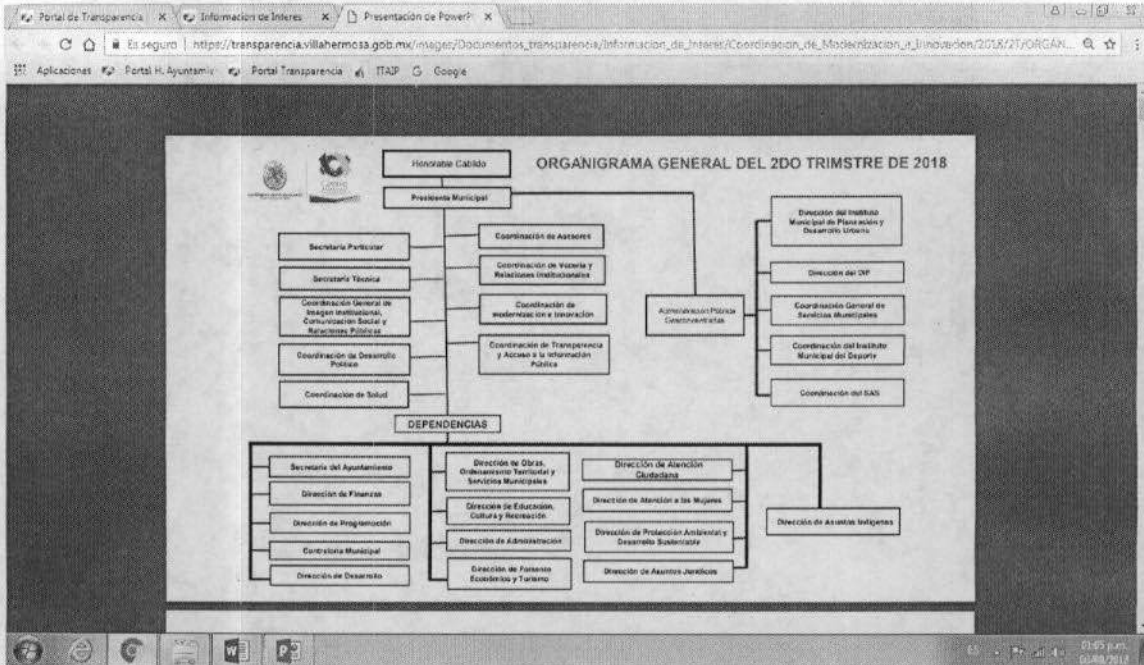 Portal de Transparencia
Informacion de Interes
Presentación de PowerP
Es seguro
https://transparencia.villahermosa.gob.mx/images/Documentos_transparencia/Informacion_de_Interes/Coordinacion_de_Modernizacion_e_Innovacion/2018/2T/ORGAN...
Aplicaciones
Portal H. Ayuntamie
Portal Transparencia
ITAIP
Google
Honorable Cabildo
ORGANIGRAMA GENERAL DEL 2DO TRIMSTRE DE 2018
Presidente Municipal
Secretaría Particular
Secretaría Técnica
Coordinación General de
Imagen Institucional,
Comunicación Social y
Relaciones Públicas
Coordinación de Desarrollo
Político
Coordinación de Salud
Coordinación de Asesores
Coordinación de Vocería y
Relaciones Institucionales
Coordinación de
modernización e Innovación
Coordinación de Transparencia
y Acceso a la Información
Pública
Administración Pública
Desconcentradas
Dirección del Instituto
Municipal de Planeación y
Desarrollo Urbano
Dirección del DIF
Coordinación General de
Servicios Municipales
Coordinación del Instituto
Municipal del Deporte
Coordinación del SAS
DEPENDENCIAS
Secretaría del Ayuntamiento
Dirección de Finanzas
Dirección de Programación
Contraloría Municipal
Dirección de Desarrollo
Dirección de Obras,
Ordenamiento Territorial y
Servicios Municipales
Dirección de Educación,
Cultura y Recreación
Dirección de Administración
Dirección de Fomento
Económico y Turismo
Dirección de Atención
Ciudadana
Dirección de Atención a las Mujeres
Dirección de Protección Ambiental y
Desarrollo Sustentable
Dirección de Asuntos Jurídicos
Dirección de Asuntos Indígenas
ES
01:05 p.m.